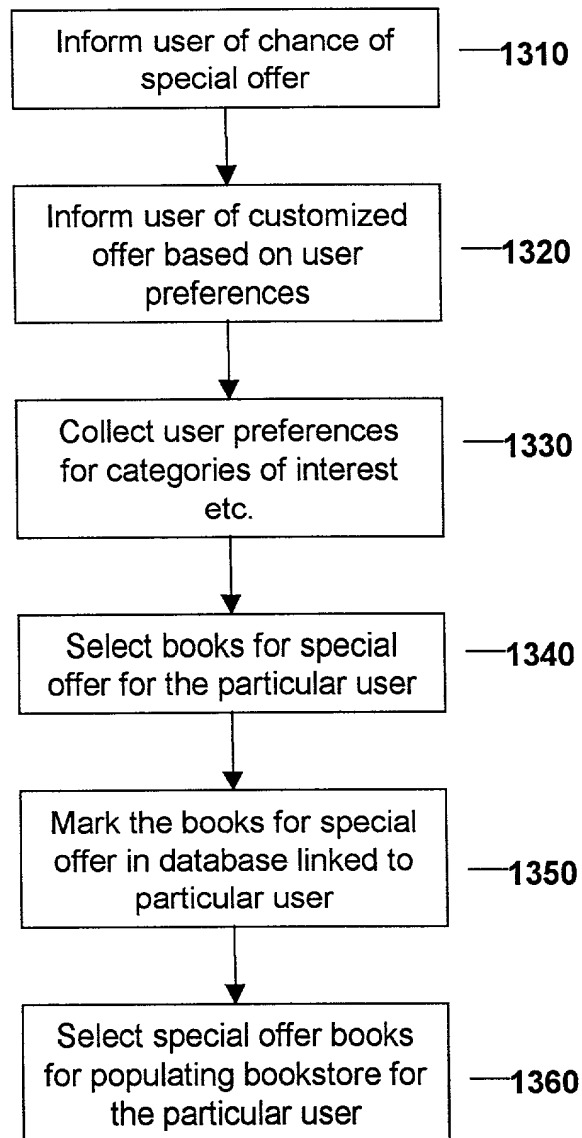 Inform user of chance of
special offer
1310
Inform user of customized
offer based on user
preferences
1320
Collect user preferences
for categories of interest
etc.
1330
Select books for special
offer for the particular user
1340
Mark the books for special
offer in database linked to
particular user
1350
Select special offer books
for populating bookstore for
the particular user
1360